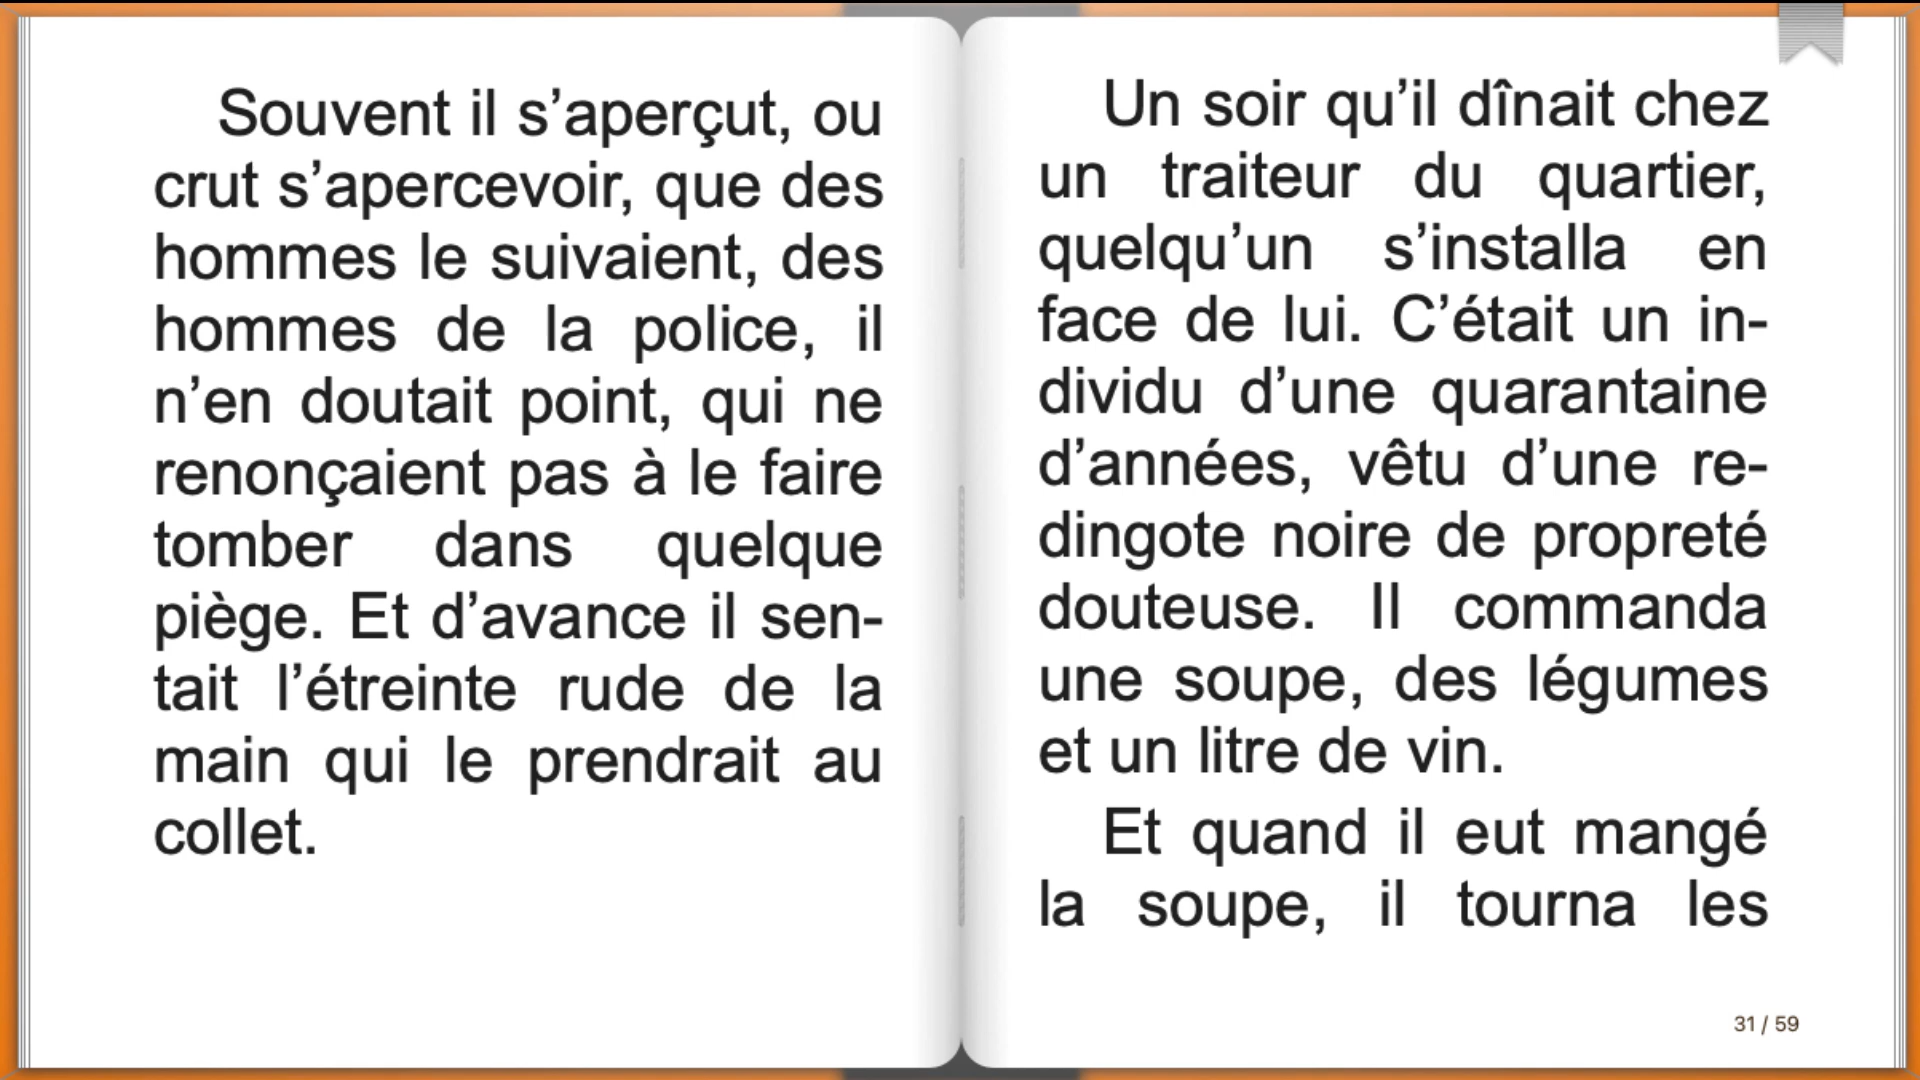 Souvent il s’aperçut, ou
crut s’apercevoir, que des
hommes le suivaient, des
hommes de la police, il
n’en doutait point, qui ne
renonçaient pas à le faire
tomber dans quelque
piège. Et d’avance il sen-
tait l’étreinte rude de la
main qui le prendrait au
collet.
Un soir qu’il dînait chez
un traiteur du quartier,
quelqu’un s’installa en
face de lui. C’était un in-
dividu d’une quarantaine
d’années, vêtu d’une re-
dingote noire de propreté
douteuse. Il commanda
une soupe, des légumes
et un litre de vin.
Et quand il eut mangé
la soupe, il tourna les
31 / 59